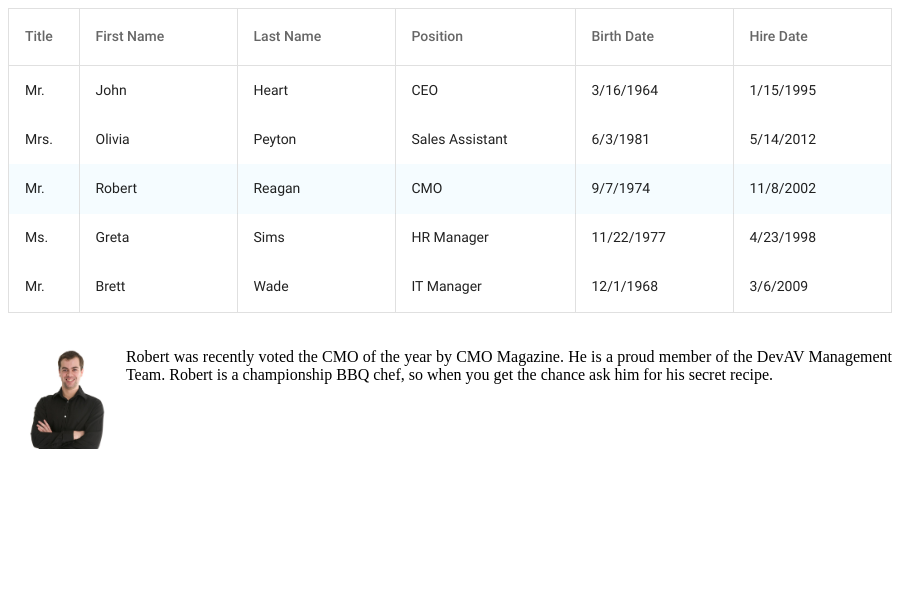 Title First Name Last Name Position Birth Date Hire Date
Mr. John Heart CEO 3/16/1964 1/15/1995
Mrs. Olivia Peyton Sales Assistant 6/3/1981 5/14/2012
Mr. Robert Reagan CMO 9/7/1974 11/8/2002
Ms. Greta Sims HR Manager 11/22/1977 4/23/1998
Mr. Brett Wade IT Manager 12/1/1968 3/6/2009
Robert was recently voted the CMO of the year by CMO Magazine. He is a proud member of the DevAV Management
Team. Robert is a championship BBQ chef, so when you get the chance ask him for his secret recipe.